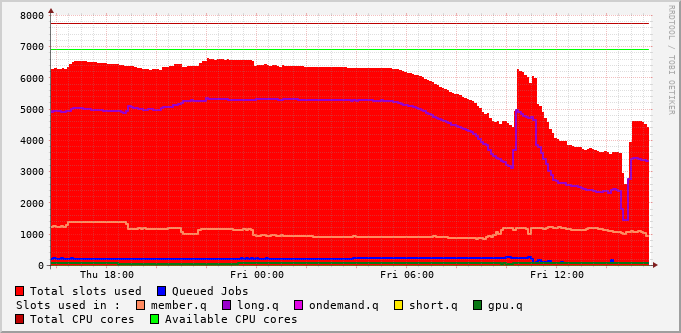 RRDTOOL / TOBI OETIKER
8000
7000
6000
5000
4000
3000
2000
1000
0
Thu 18:00 Fri 00:00 Fri 06:00 Fri 12:00
Total slots used Queued Jobs
Slots used in : member.q long.q ondemand.q short.q gpu.q
Total CPU cores Available CPU cores